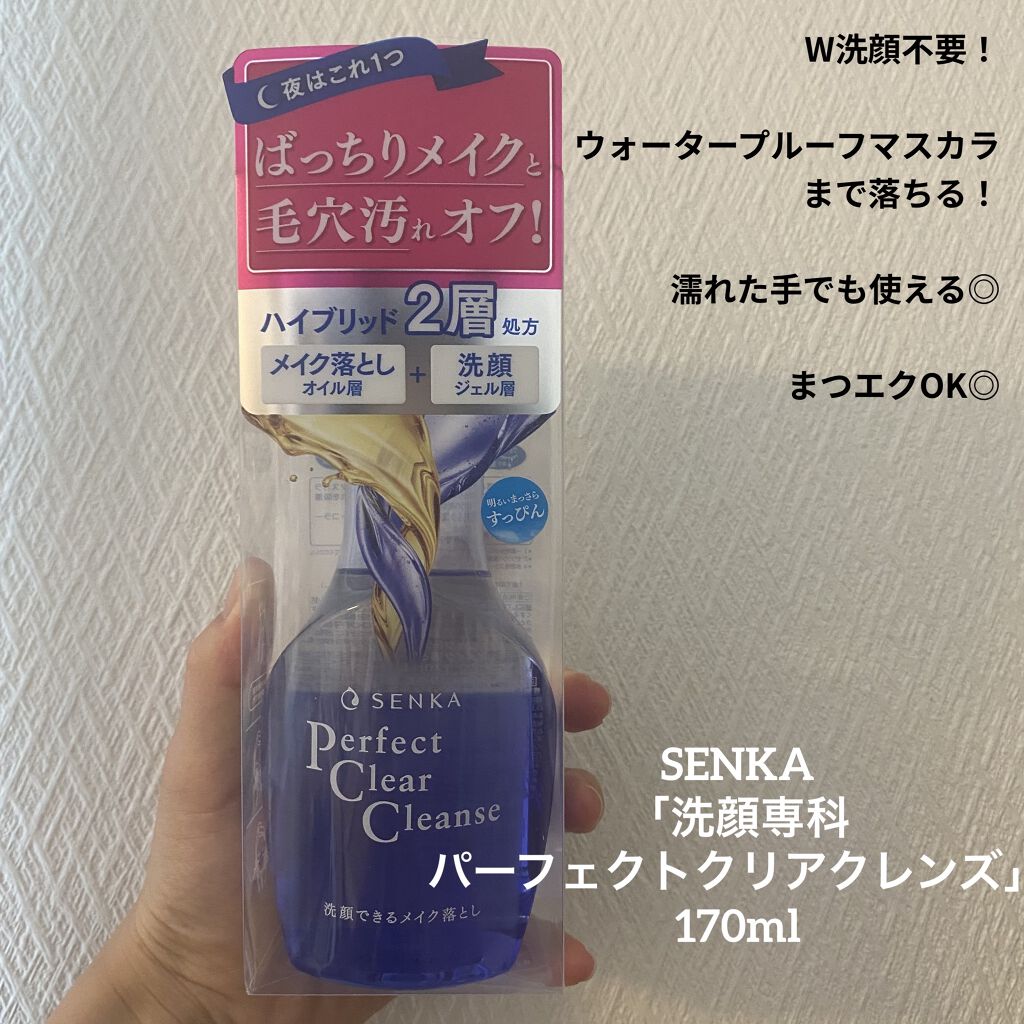 夜はこれ1つ
ばっちりメイクと
毛穴汚れオフ!
ハイブリッド2層処方
メイク落とし
オイル層
+
洗顔
ジェル層
明るいまっさら
すっぴん
SENKA
Perfect
Clear
Cleanse
洗顔できるメイク落とし
W洗顔不要！
ウォータープルーフマスカラ
まで落ちる！
濡れた手でも使える◎
まつエクOK◎
SENKA
「洗顔専科
パーフェクトクリアクレンズ」
170ml